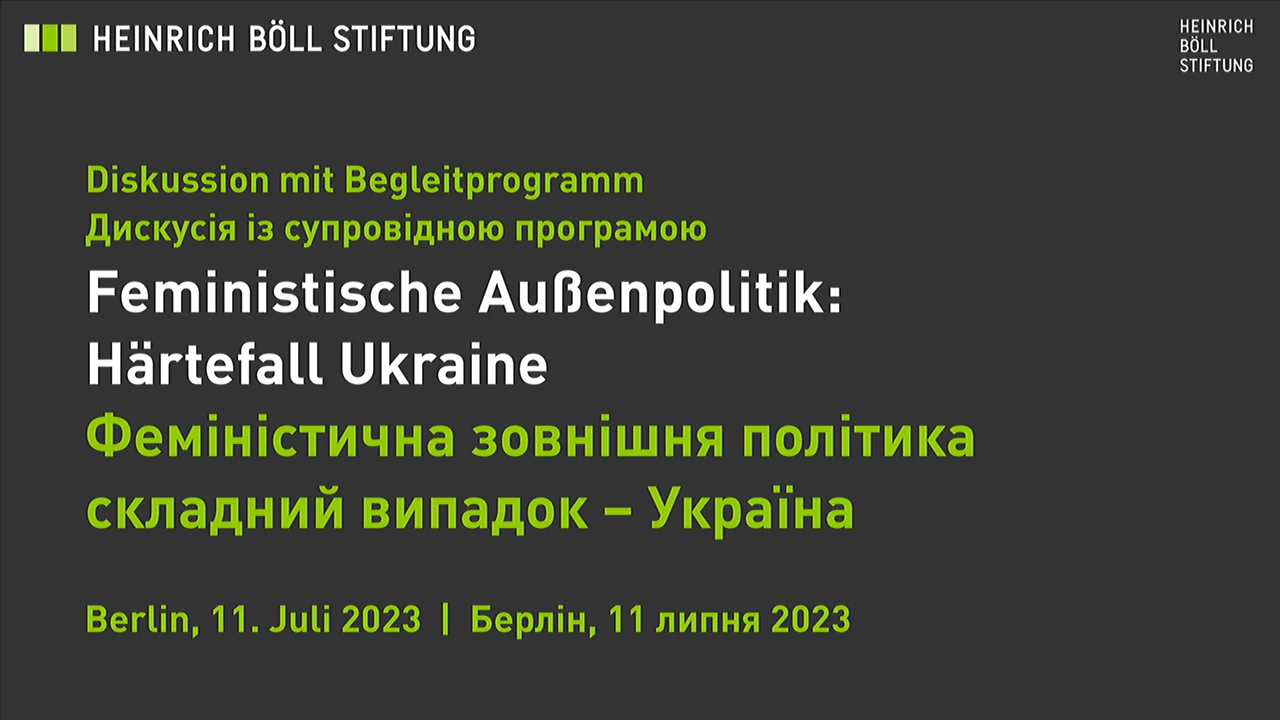 HEINRICH BÖLL STIFTUNG
HEINRICH
BÖLL
STIFTUNG
Diskussion mit Begleitprogramm
Дискусія із супровідною програмою
Feministische Außenpolitik:
Härtefall Ukraine
Феміністична зовнішня політика
складний випадок – Україна
Berlin, 11. Juli 2023 | Берлін, 11 липня 2023